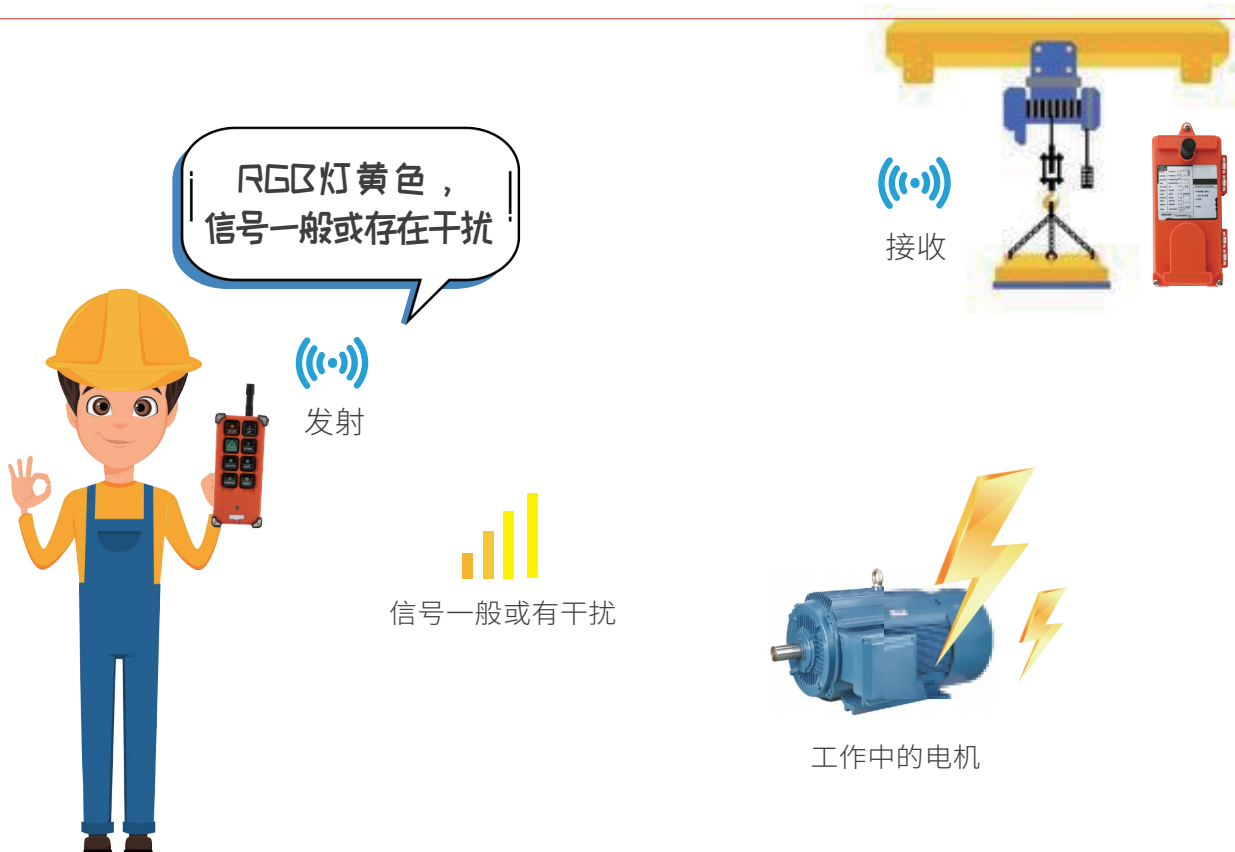 RGB灯黄色，
信号一般或存在干扰
接收
发射
信号一般或有干扰
工作中的电机